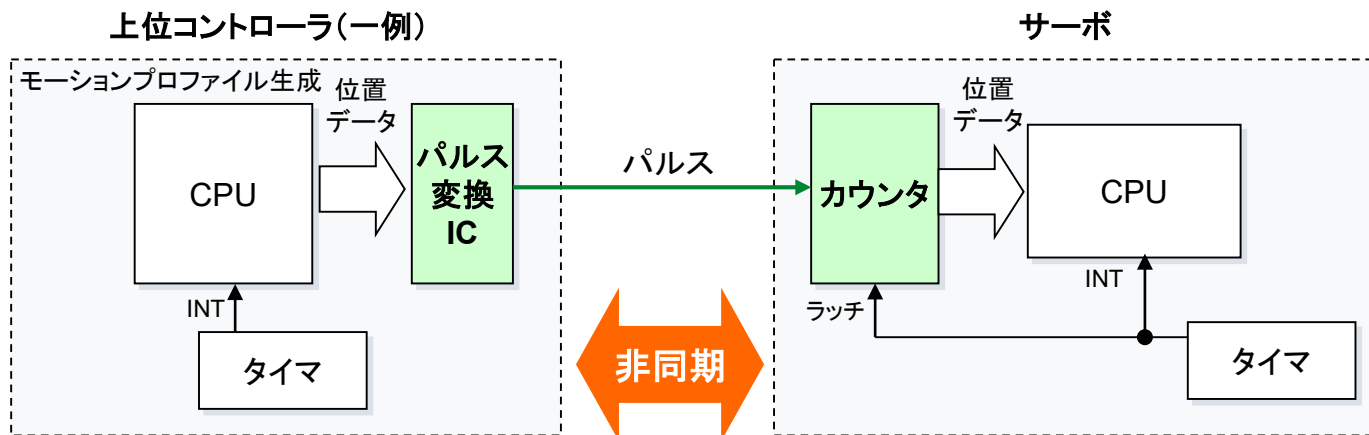 上位コントローラ(一例)
モーションプロファイル生成
CPU
位置
データ
パルス
変換
IC
INT
タイマ
パルス
非同期
サーボ
カウンタ
位置
データ
CPU
ラッチ
INT
タイマ